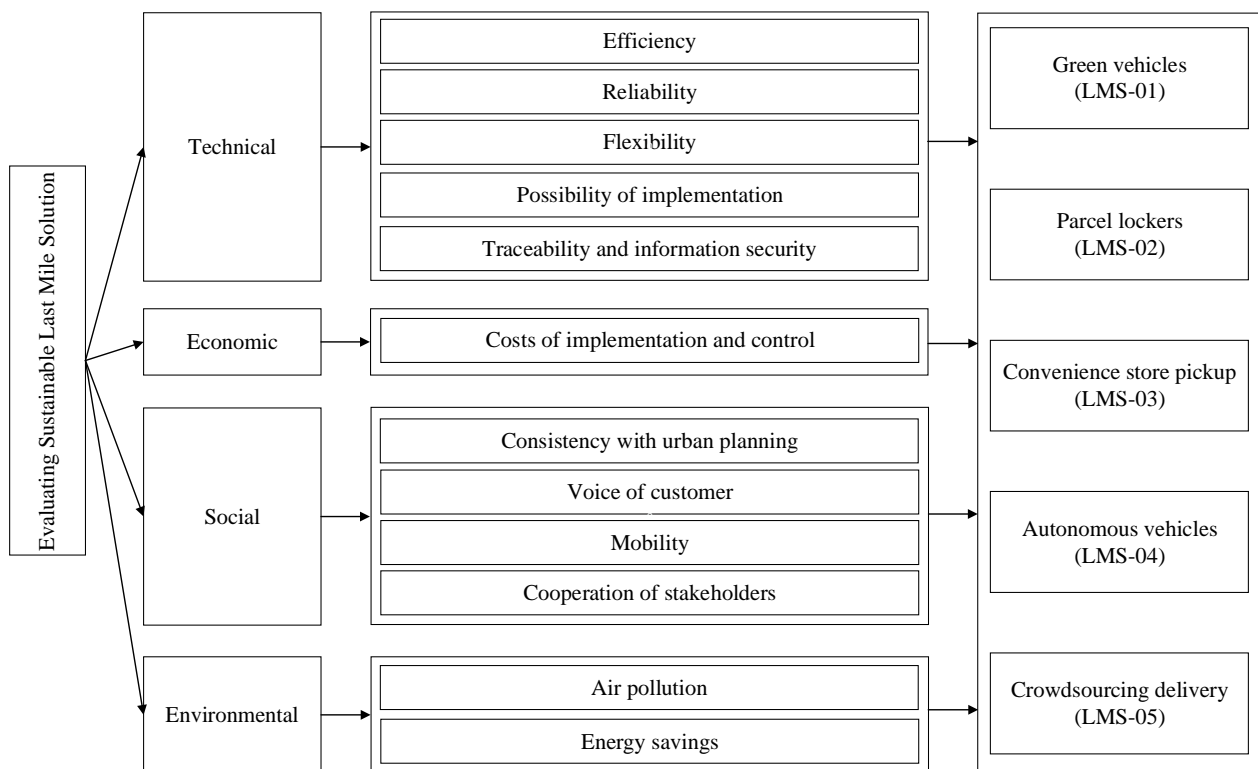 Evaluating Sustainable Last Mile Solution
Technical
Efficiency
Reliability
Flexibility
Possibility of implementation
Traceability and information security
Economic
Costs of implementation and control
Social
Consistency with urban planning
Voice of customer
Mobility
Cooperation of stakeholders
Environmental
Air pollution
Energy savings
Green vehicles
(LMS-01)
Parcel lockers
(LMS-02)
Convenience store pickup
(LMS-03)
Autonomous vehicles
(LMS-04)
Crowdsourcing delivery
(LMS-05)